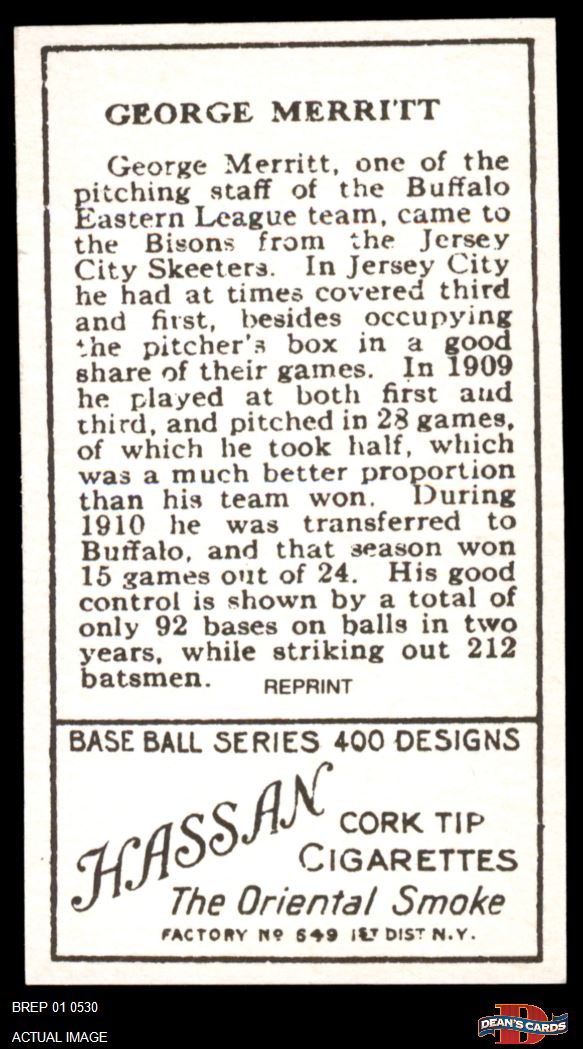 GEORGE MERRITT
George Merritt, one of the
pitching staff of the Buffalo
Eastern League team, came to
the Bisons from the Jersey
City Skeeters. In Jersey City
he had at times covered third
and first, besides occupying
the pitcher's box in a good
share of their games. In 1909
he played at both first and
third, and pitched in 28 games,
of which he took half, which
was a much better proportion
than his team won. During
1910 he was transferred to
Buffalo, and that season won
15 games out of 24. His good
control is shown by a total of
only 92 bases on balls in two
years, while striking out 212
batsmen. REPRINT
BASE BALL SERIES 400 DESIGNS
HASSAN
CORK TIP
CIGARETTES
The Oriental Smoke
FACTORY Nº 649 1ST DIST N.Y.
BREP 01 0530
ACTUAL IMAGE
D
DEAN'S CARDS